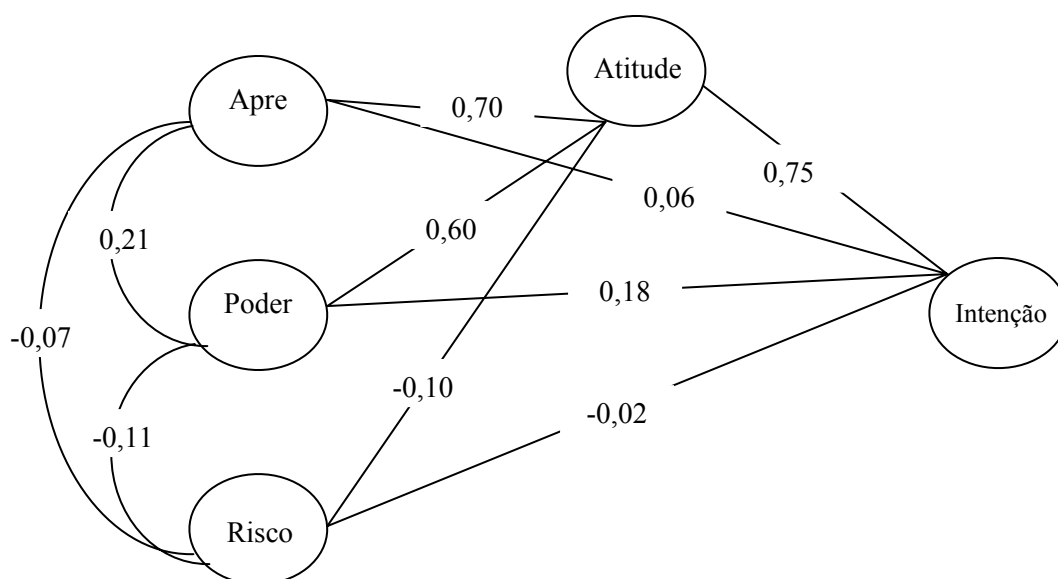 Atitude
Apre
0,70
0,75
0,06
0,60
0,21
Poder
0,18
Intenção
-0,07
-0,10
-0,02
-0,11
Risco